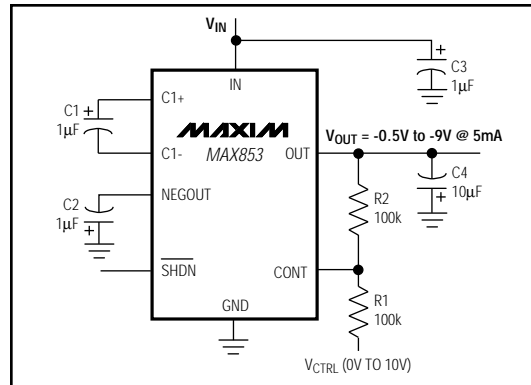 VIN
C3
1µF
IN
C1
1µF
C1+
MAXIM
MAX853
C1-
OUT
VOUT = -0.5V to -9V @ 5mA
C4
10µF
NEGOUT
C2
1µF
R2
100k
SHDN
CONT
R1
100k
GND
VCTRL (0V TO 10V)